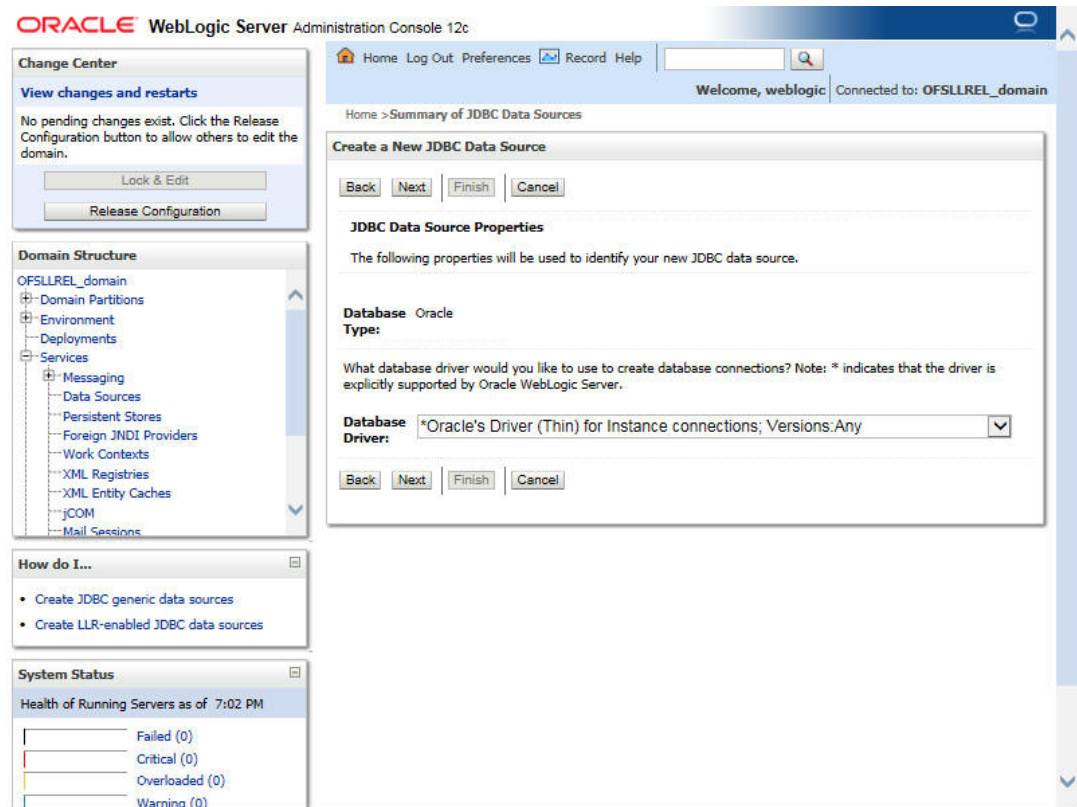 ORACLE WebLogic Server Administration Console 12c
Change Center
View changes and restarts
No pending changes exist. Click the Release
Configuration button to allow others to edit the
domain.
Lock & Edit
Release Configuration
Domain Structure
OFSLLREL_domain
Domain Partitions
Environment
Deployments
Services
Messaging
Data Sources
Persistent Stores
Foreign JNDI Providers
Work Contexts
XML Registries
XML Entity Caches
jCOM
Mail Sessions
How do I...
Create JDBC generic data sources
Create LLR-enabled JDBC data sources
System Status
Health of Running Servers as of 7:02 PM
Failed (0)
Critical (0)
Overloaded (0)
Warning (0)
Home Log Out Preferences Record Help
Welcome, weblogic Connected to: OFSLLREL_domain
Home >Summary of JDBC Data Sources
Create a New JDBC Data Source
Back Next Finish Cancel
JDBC Data Source Properties
The following properties will be used to identify your new JDBC data source.
Database Oracle
Type:
What database driver would you like to use to create database connections? Note: * indicates that the driver is
explicitly supported by Oracle WebLogic Server.
Database *Oracle's Driver (Thin) for Instance connections; Versions:Any
Driver:
Back Next Finish Cancel